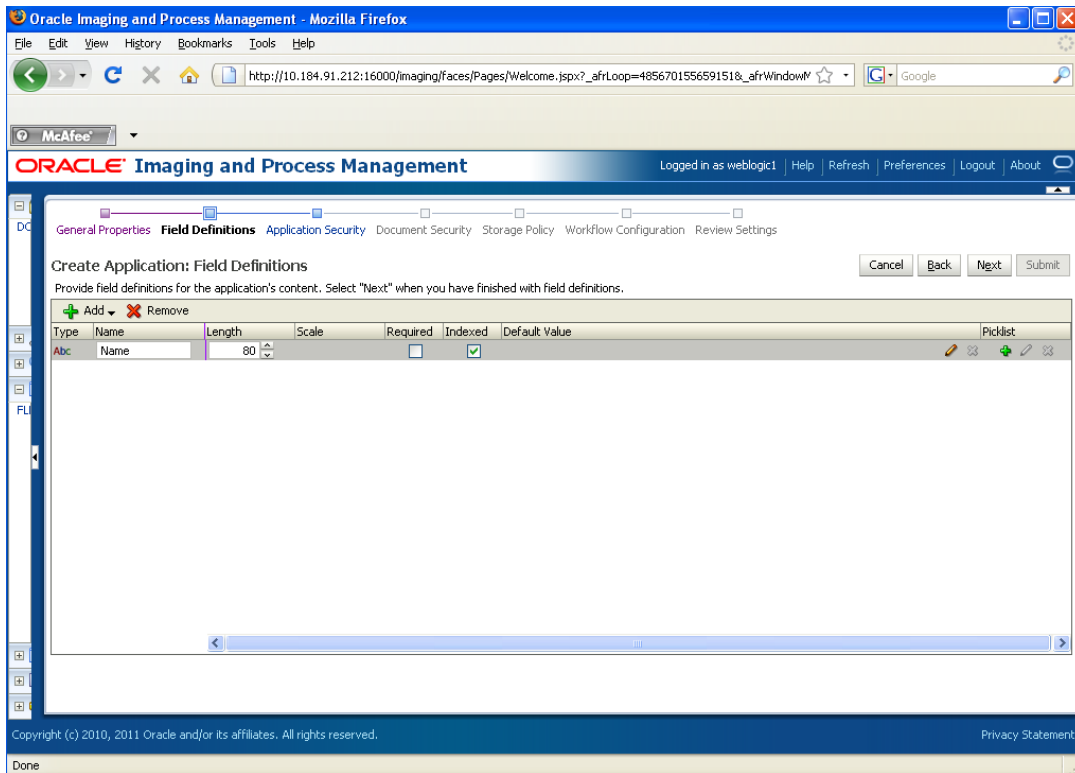 Oracle Imaging and Process Management - Mozilla Firefox
File Edit View History Bookmarks Tools Help
http://10.184.91.212:16000/imaging/faces/Pages/Welcome.jspx?_afrLoop=485670155659151&_afrWindowM G Google
McAfee
ORACLE Imaging and Process Management Logged in as weblogic1 Help Refresh Preferences Logout About
DC
General Properties Field Definitions Application Security Document Security Storage Policy Workflow Configuration Review Settings
Create Application: Field Definitions Cancel Back Next Submit
Provide field definitions for the application's content. Select "Next" when you have finished with field definitions.
Add Remove
Type Name Length Scale Required Indexed Default Value Picklist
Abc Name 80
FLI
Copyright (c) 2010, 2011 Oracle and/or its affiliates. All rights reserved. Privacy Statement
Done